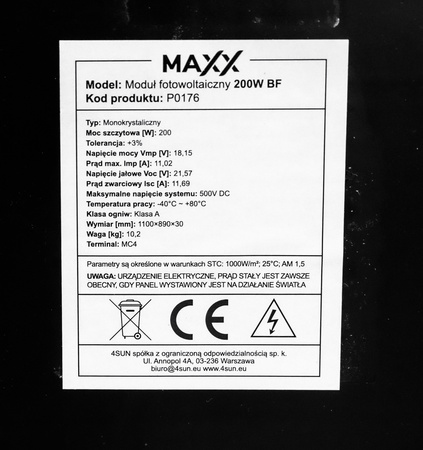 MAXX
Model: Moduł fotowoltaiczny 200W BF
Kod produktu: P0176
Typ: Monokrystaliczny
Moc szczytowa [W]: 200
Tolerancja: +3%
Napięcie mocy Vmp [V]: 18,15
Prąd max. Imp [A]: 11,02
Napięcie jałowe Voc [V]: 21,57
Prąd zwarciowy Isc [A]: 11,69
Maksymalne napięcie systemu: 500V DC
Temperatura pracy: -40°C ~ +80°C
Klasa ogniw: Klasa A
Wymiar [mm]: 1100×890×30
Waga [kg]: 10,2
Terminal: MC4
Parametry są określone w warunkach STC: 1000W/m²; 25°C; AM 1,5
UWAGA: URZĄDZENIE ELEKTRYCZNE, PRĄD STAŁY JEST ZAWSZE
OBECNY, GDY PANEL WYSTAWIONY JEST NA DZIAŁANIE ŚWIATŁA
CE
4SUN spółka z ograniczoną odpowiedzialnością sp. k.
Ul. Annopol 4A, 03-236 Warszawa
biuro@4sun.eu www.4sun.eu